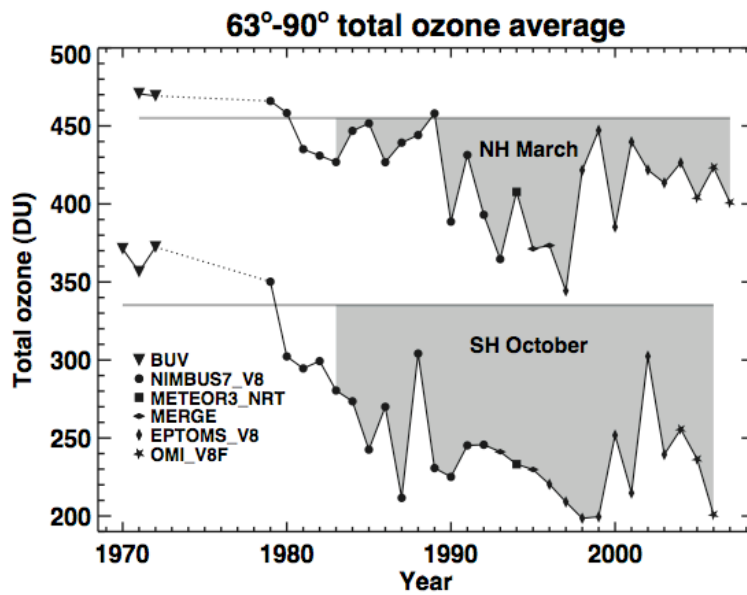 63°-90° total ozone average
Total ozone (DU)
500
450
400
350
300
250
200
NH March
SH October
BUV
NIMBUS7_V8
METEOR3_NRT
MERGE
EPTOMS_V8
OMI_V8F
1970 1980 1990 2000
Year